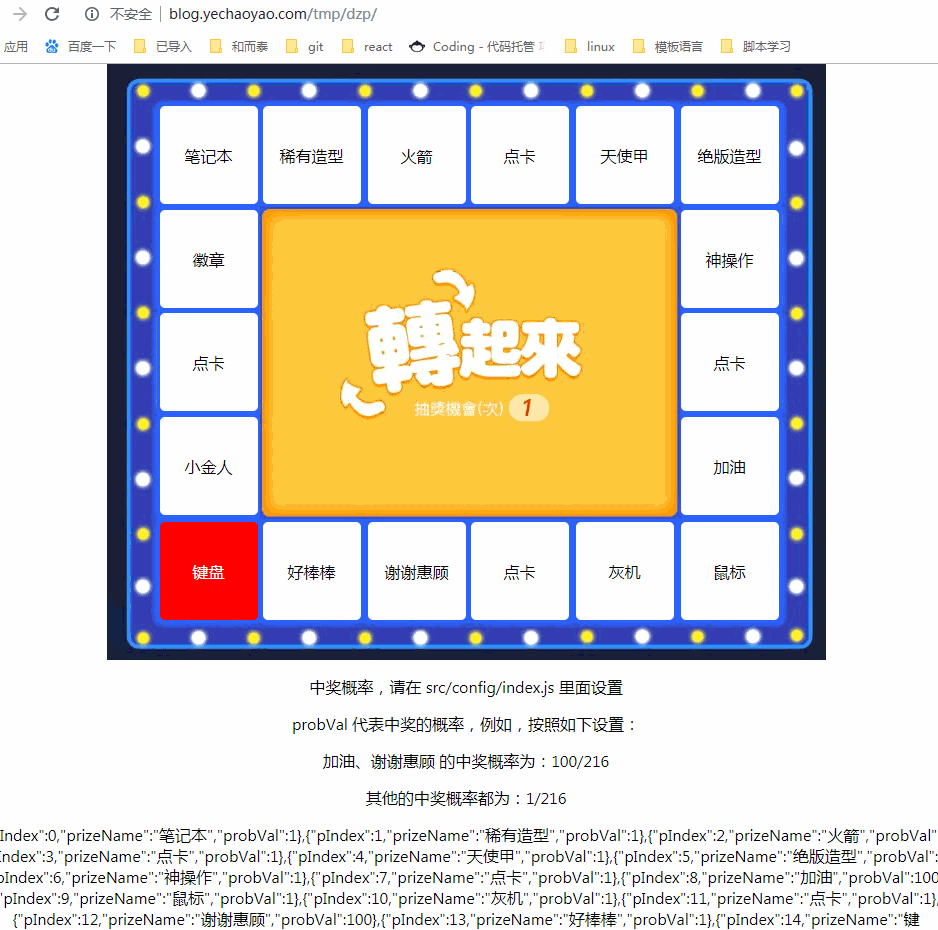 不安全 | blog.yechaoyao.com/tmp/dzp/
应用 百度一下 已导入 和而泰 git react Coding - 代码托管 linux 模板语言 脚本学习
笔记本 稀有造型 火箭 点卡 天使甲 绝版造型
徽章 神操作
轉起來
点卡 点卡
抽獎機會(次) 1
小金人 加油
键盘 好棒棒 谢谢惠顾 点卡 灰机 鼠标
中奖概率，请在 src/config/index.js 里面设置
probVal 代表中奖的概率，例如，按照如下设置：
加油、谢谢惠顾 的中奖概率为：100/216
其他的中奖概率都为：1/216
Index":0,"prizeName":"笔记本","probVal":1},{"pIndex":1,"prizeName":"稀有造型","probVal":1},{"pIndex":2,"prizeName":"火箭","probVal"
ndex":3,"prizeName":"点卡","probVal":1},{"pIndex":4,"prizeName":"天使甲","probVal":1},{"pIndex":5,"prizeName":"绝版造型","probVal":
pIndex":6,"prizeName":"神操作","probVal":1},{"pIndex":7,"prizeName":"点卡","probVal":1},{"pIndex":8,"prizeName":"加油","probVal":100
"pIndex":9,"prizeName":"鼠标","probVal":1},{"pIndex":10,"prizeName":"灰机","probVal":1},{"pIndex":11,"prizeName":"点卡","probVal":1},
{"pIndex":12,"prizeName":"谢谢惠顾","probVal":100},{"pIndex":13,"prizeName":"好棒棒","probVal":1},{"pIndex":14,"prizeName":"键